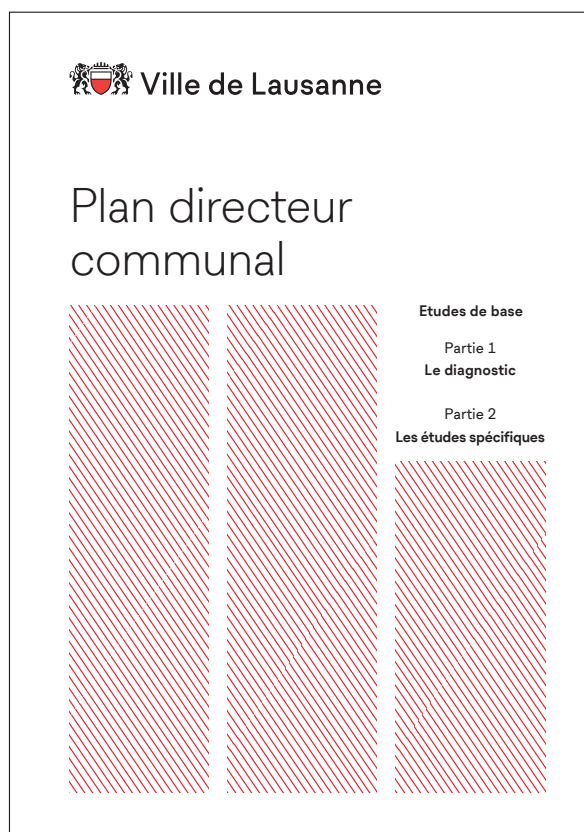 Ville de Lausanne
Plan directeur
communal
Etudes de base
Partie 1
Le diagnostic
Partie 2
Les études spécifiques